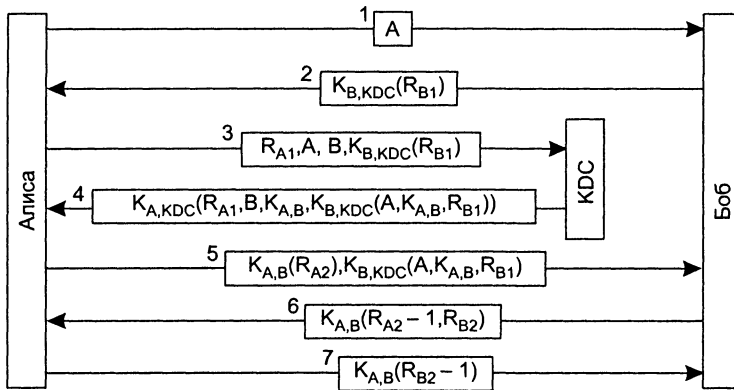 1 A
2 K_B,KDC(R_B1)
3 R_A1,A, B,K_B,KDC(R_B1)
4 K_A,KDC(R_A1,B,K_A,B,K_B,KDC(A,K_A,B,R_B1))
5 K_A,B(R_A2),K_B,KDC(A,K_A,B,R_B1)
6 K_A,B(R_A2 – 1,R_B2)
7 K_A,B(R_B2 – 1)
Алиса
KDC
Боб